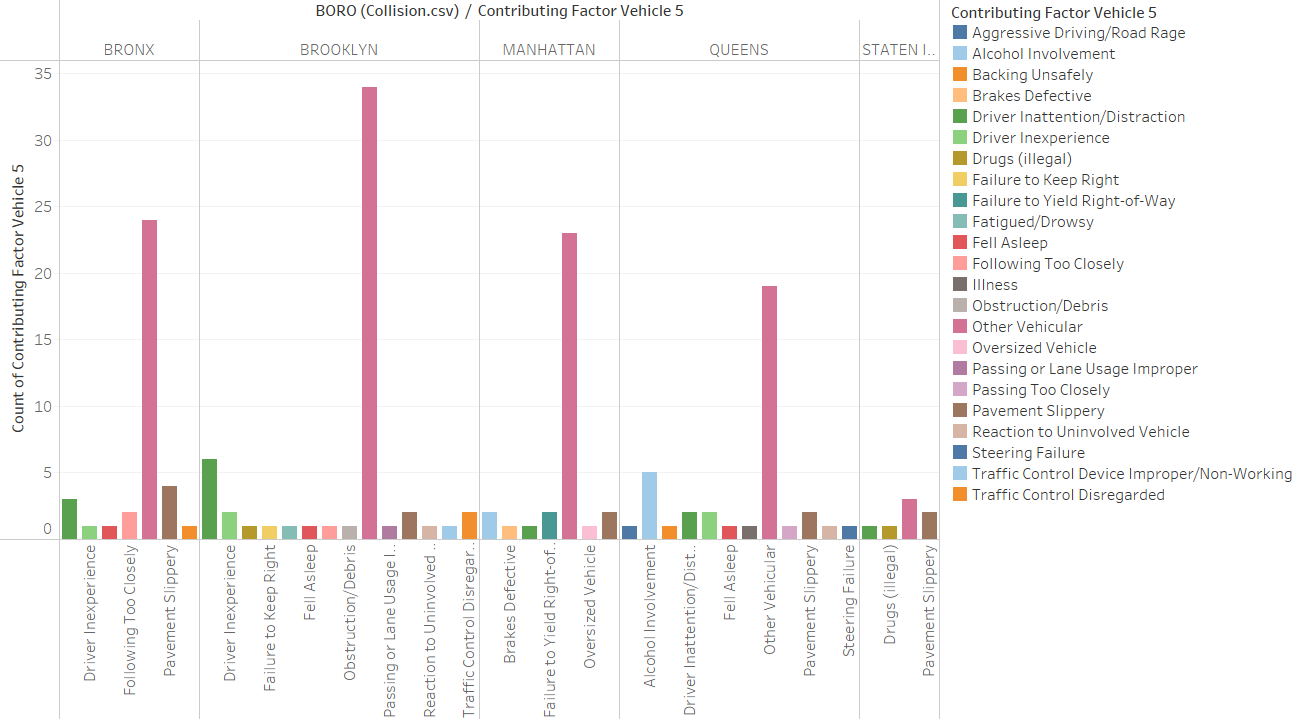 BORO (Collision.csv) / Contributing Factor Vehicle 5
BRONX
BROOKLYN
MANHATTAN
QUEENS
STATEN I..
Count of Contributing Factor Vehicle 5
35
30
25
20
15
10
5
0
Driver Inexperience
Following Too Closely
Pavement Slippery
Driver Inexperience
Failure to Keep Right
Fell Asleep
Obstruction/Debris
Passing or Lane Usage I..
Reaction to Uninvolved ..
Traffic Control Disregar..
Brakes Defective
Failure to Yield Right-of..
Oversized Vehicle
Alcohol Involvement
Driver Inattention/Dist..
Fell Asleep
Other Vehicular
Pavement Slippery
Steering Failure
Drugs (illegal)
Pavement Slippery
Contributing Factor Vehicle 5
Aggressive Driving/Road Rage
Alcohol Involvement
Backing Unsafely
Brakes Defective
Driver Inattention/Distraction
Driver Inexperience
Drugs (illegal)
Failure to Keep Right
Failure to Yield Right-of-Way
Fatigued/Drowsy
Fell Asleep
Following Too Closely
Illness
Obstruction/Debris
Other Vehicular
Oversized Vehicle
Passing or Lane Usage Improper
Passing Too Closely
Pavement Slippery
Reaction to Uninvolved Vehicle
Steering Failure
Traffic Control Device Improper/Non-Working
Traffic Control Disregarded